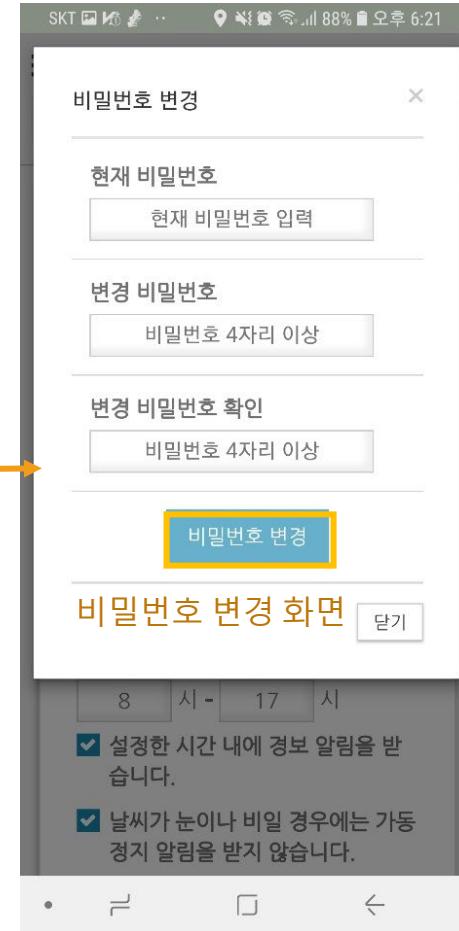 SKT 88% 오후 6:21
비밀번호 변경 ×
현재 비밀번호
현재 비밀번호 입력
변경 비밀번호
비밀번호 4자리 이상
변경 비밀번호 확인
비밀번호 4자리 이상
비밀번호 변경
비밀번호 변경 화면
닫기
8 시 - 17 시
설정한 시간 내에 경보 알림을 받
습니다.
날씨가 눈이나 비일 경우에는 가동
정지 알림을 받지 않습니다.